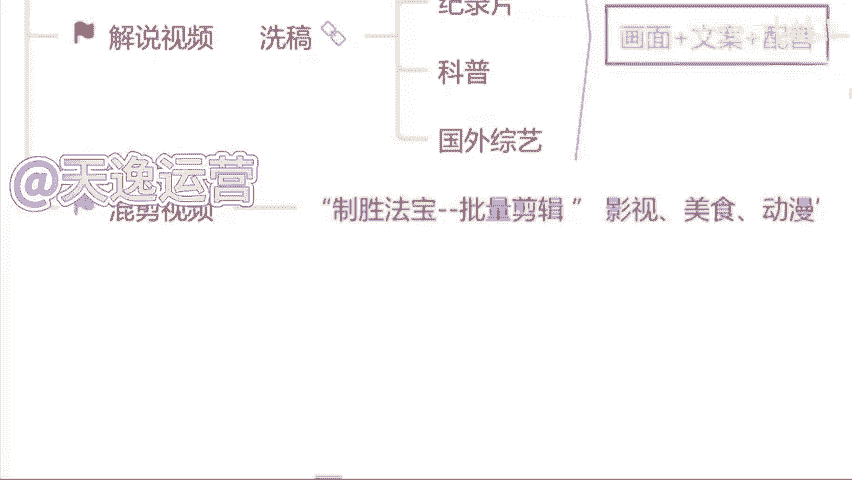 纪录片
解说视频 洗稿
画面+文案+配音
科普
国外综艺
@天逸运营
混剪视频 “制胜法宝--批量剪辑 ” 影视、美食、动漫